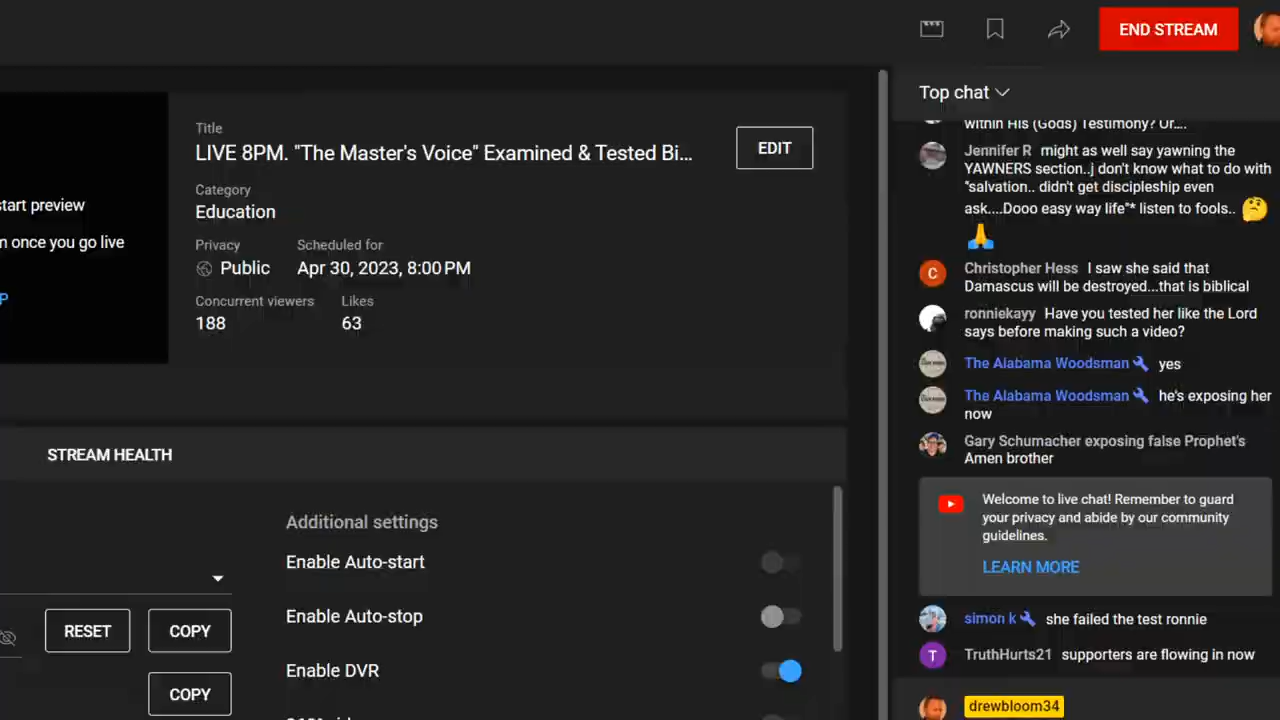 END STREAM
Top chat
within His (Gods) Testimony? Or....
Title
LIVE 8PM. "The Master's Voice" Examined & Tested Bi...
EDIT
Category
Education
Privacy
Scheduled for
Public
Apr 30, 2023, 8:00 PM
Concurrent viewers
Likes
188
63
start preview
m once you go live
P
Jennifer R might as well say yawning the
YAWNERS section..j don't know what to do with
"salvation.. didn't get discipleship even
ask....Dooo easy way life"* listen to fools..
C
Christopher Hess I saw she said that
Damascus will be destroyed...that is biblical
ronniekayy Have you tested her like the Lord
says before making such a video?
The Alabama Woodsman yes
The Alabama Woodsman he's exposing her
now
Gary Schumacher exposing false Prophet's
Amen brother
Welcome to live chat! Remember to guard
your privacy and abide by our community
guidelines.
LEARN MORE
simon k she failed the test ronnie
T
TruthHurts21 supporters are flowing in now
drewbloom34
STREAM HEALTH
Additional settings
Enable Auto-start
Enable Auto-stop
Enable DVR
RESET
COPY
COPY